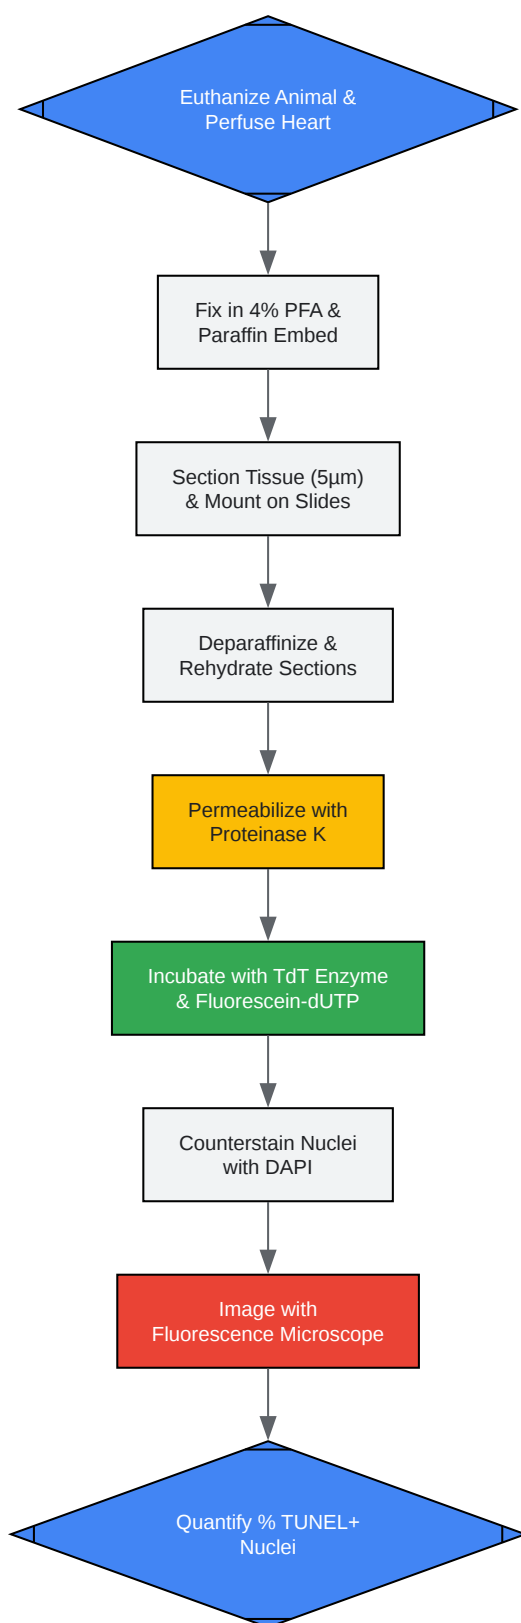 Euthanize Animal &
Perfuse Heart
Fix in 4% PFA &
Paraffin Embed
Section Tissue (5µm)
& Mount on Slides
Deparaffinize &
Rehydrate Sections
Permeabilize with
Proteinase K
Incubate with TdT Enzyme
& Fluorescein-dUTP
Counterstain Nuclei
with DAPI
Image with
Fluorescence Microscope
Quantify % TUNEL+
Nuclei